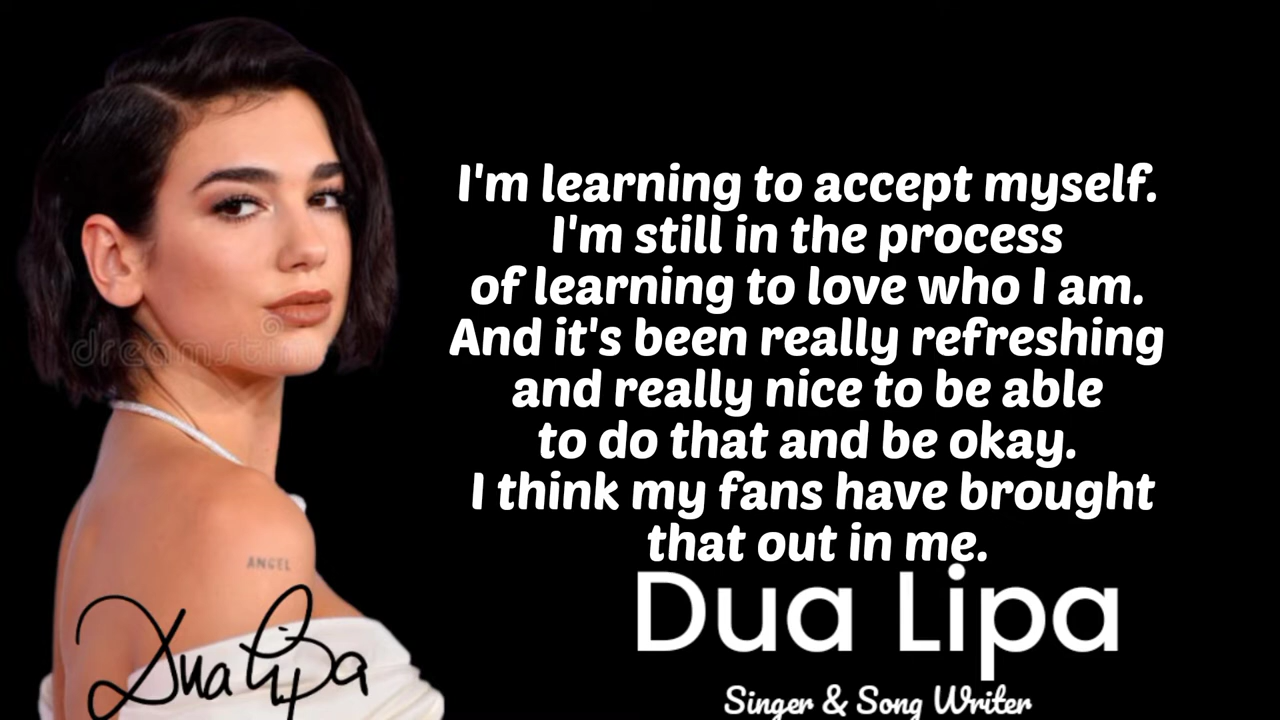 I'm learning to accept myself.
I'm still in the process
of learning to love who I am.
And it's been really refreshing
and really nice to be able
to do that and be okay.
I think my fans have brought
that out in me.
Dua Lipa
Singer & Song Writer
ANGEL
Dua Lipa